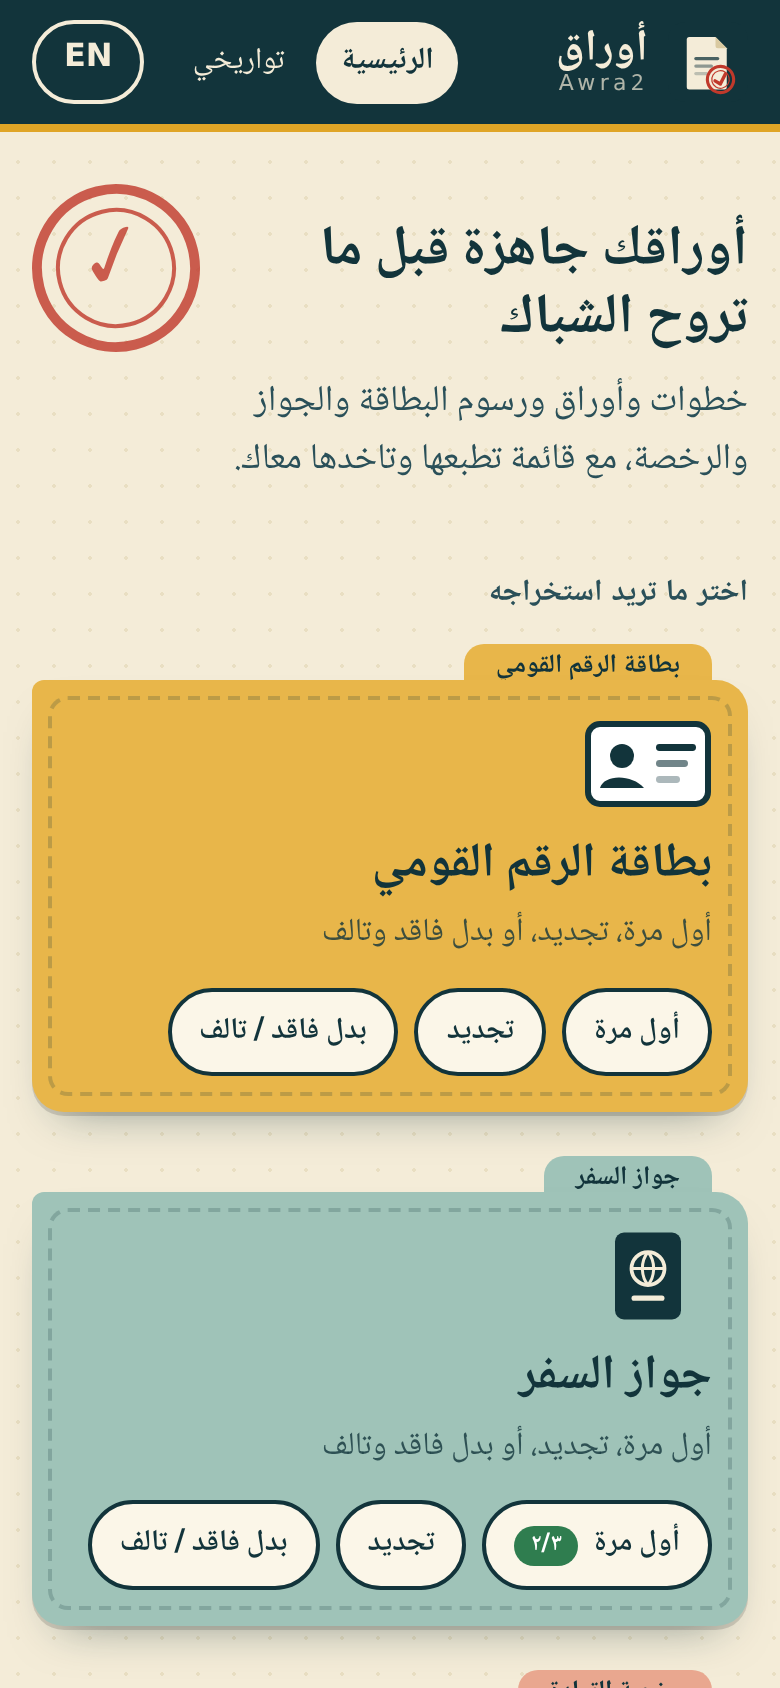 أوراق
Awra2
الرئيسية
تواريخي
EN
أوراقك جاهزة قبل ما
تروح الشباك
خطوات وأوراق ورسوم البطاقة والجواز
والرخصة، مع قائمة تطبعها وتاخدها معاك.
اختر ما تريد استخراجه
بطاقة الرقم القومي
بطاقة الرقم القومي
أول مرة، تجديد، أو بدل فاقد وتالف
أول مرة
تجديد
بدل فاقد / تالف
جواز السفر
جواز السفر
أول مرة، تجديد، أو بدل فاقد وتالف
أول مرة ٢/٣
تجديد
بدل فاقد / تالف